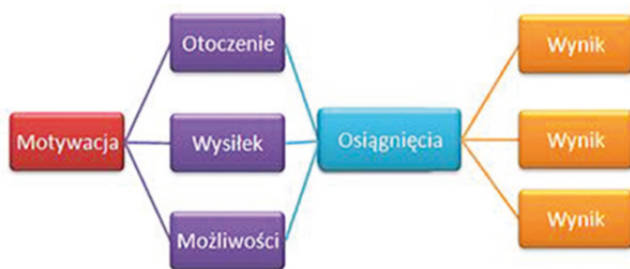 Otoczenie
Wynik
Motywacja
Wysiłek
Osiągnięcia
Wynik
Możliwości
Wynik